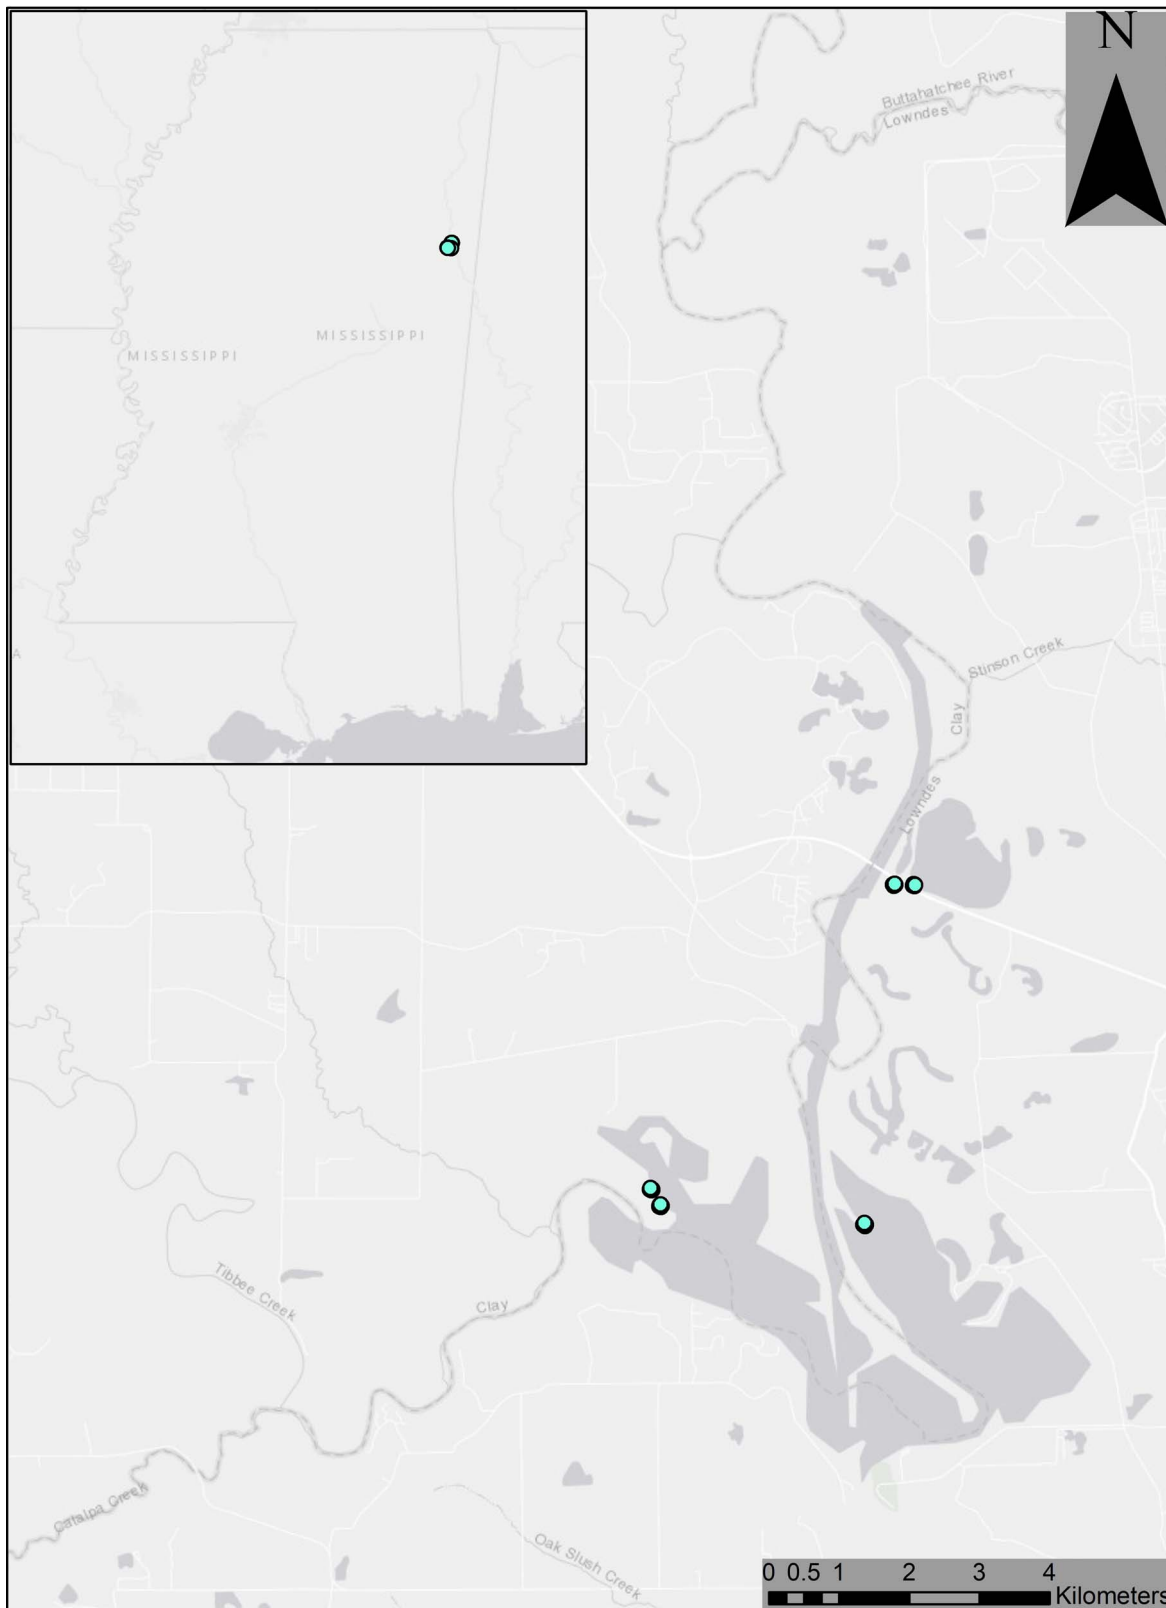 N
Buttahatchee River
Lowndes
MISSISSIPPI
MISSISSIPPI
A
Stinson Creek
Clay
Lowndes
Tibbee Creek
Clay
Catalpa Creek
Oak Slush Creek
0 0.5 1 2 3 4
Kilometers